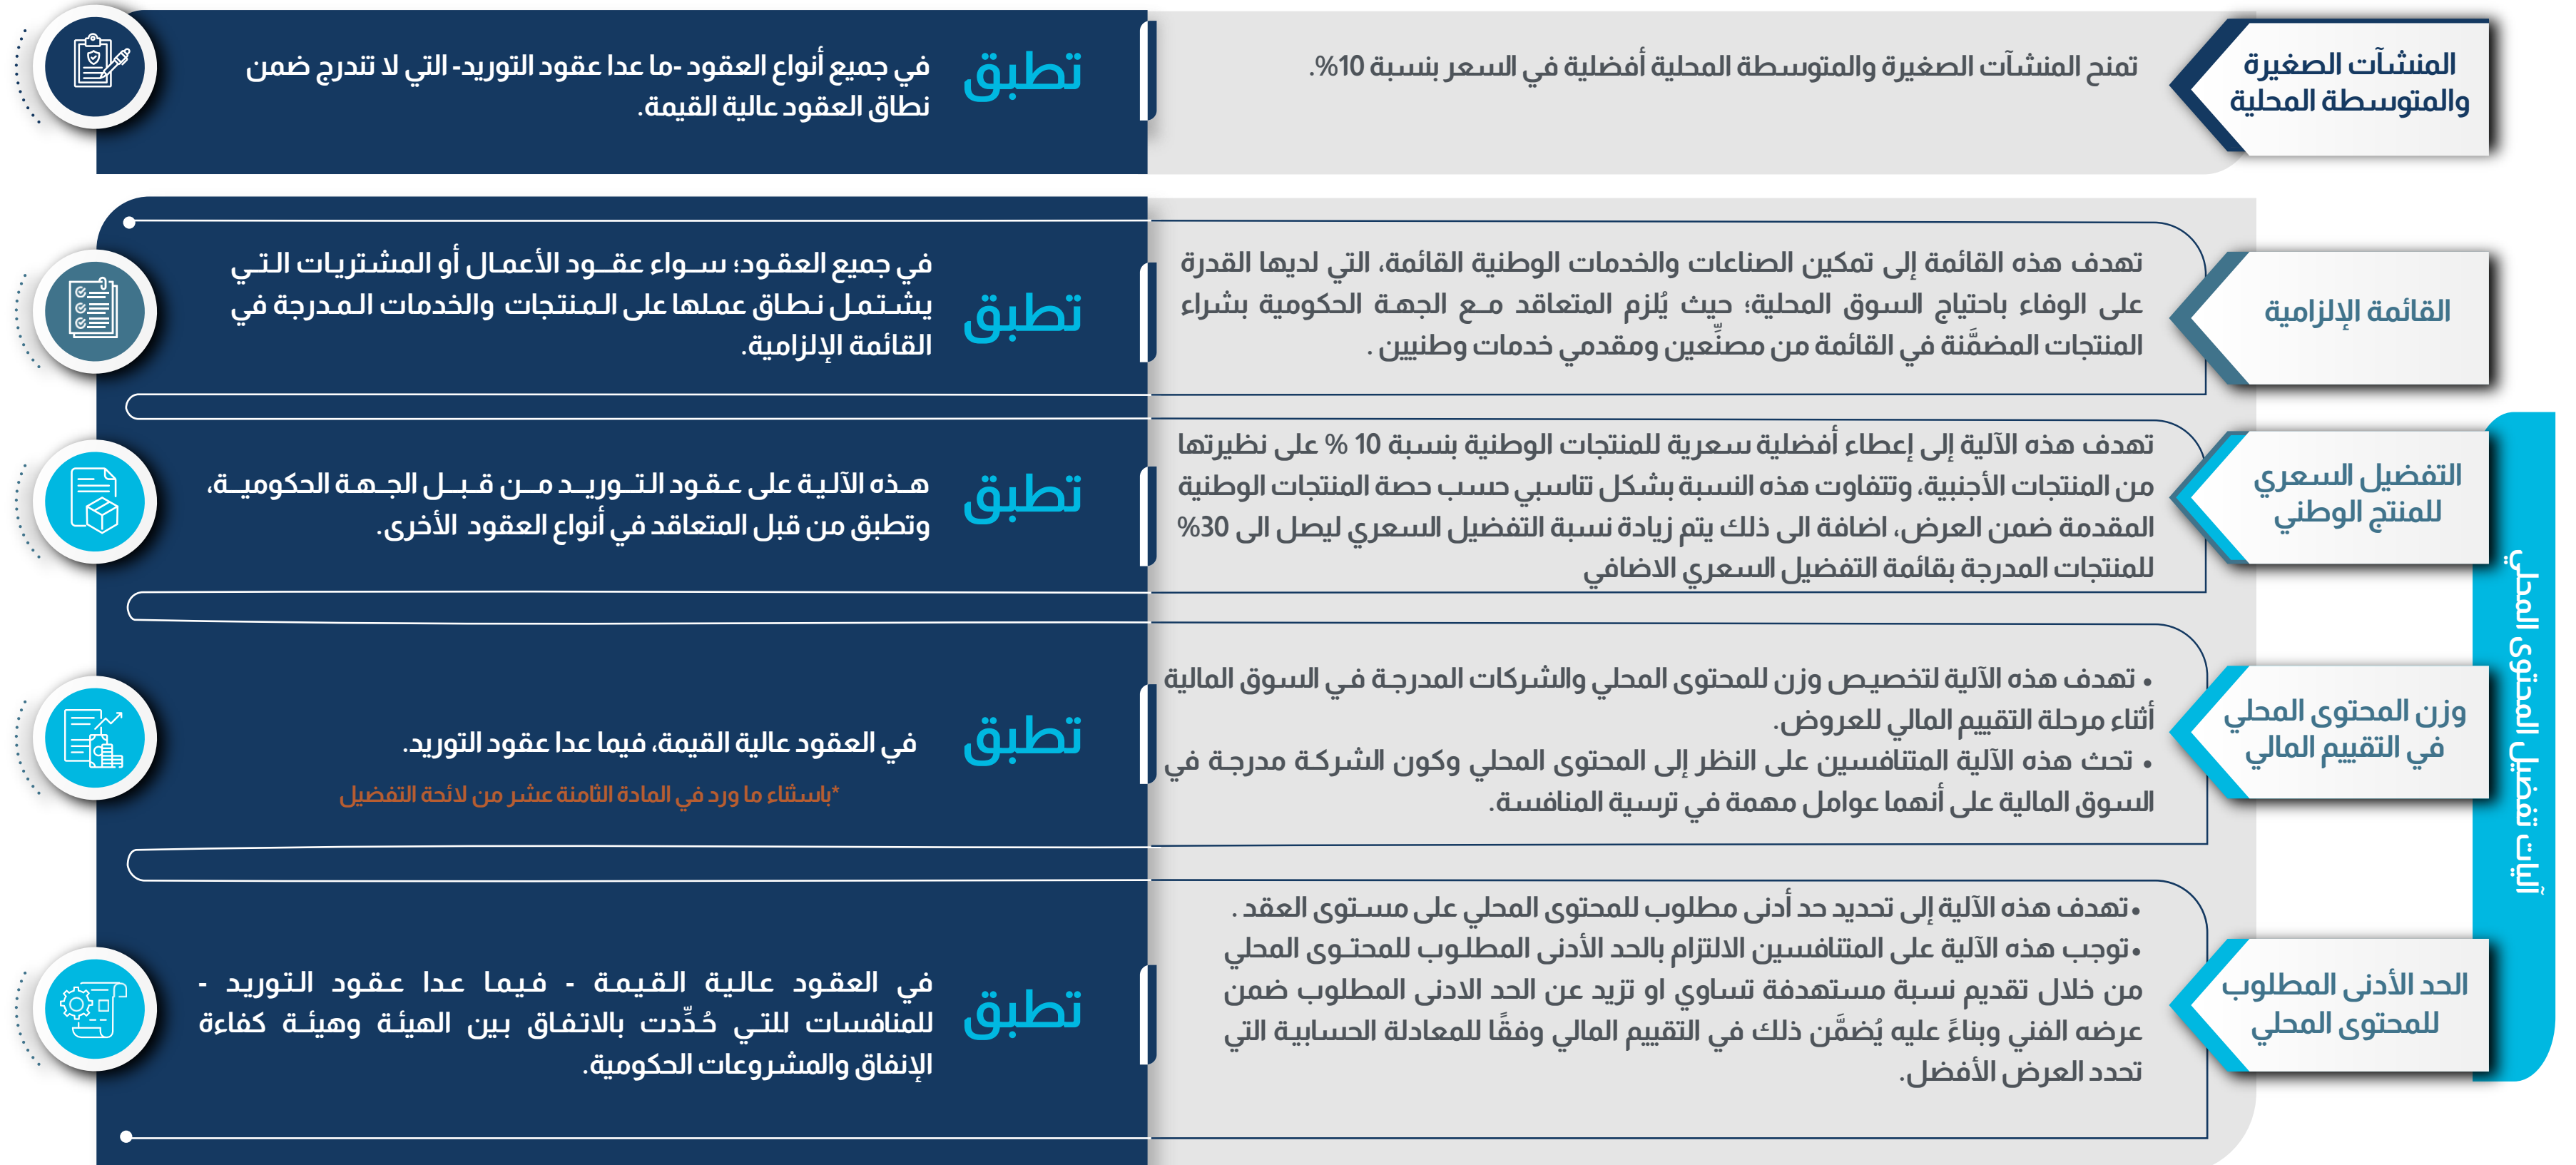 المنشآت الصغيرة
والمتوسطة المحلية
تمنح المنشآت الصغيرة والمتوسطة المحلية أفضلية في السعر بنسبة 10%.
تطبق
في جميع أنواع العقود -ما عدا عقود التوريد- التي لا تندرج ضمن
نطاق العقود عالية القيمة.
آليات تفضيل المحتوى المحلي
القائمة الإلزامية
تهدف هذه القائمة إلى تمكين الصناعات والخدمات الوطنية القائمة، التي لديها القدرة
على الوفاء باحتياج السوق المحلية؛ حيث يُلزم المتعاقد مع الجهة الحكومية بشراء
المنتجات المضمَّنة في القائمة من مصنِّعين ومقدمي خدمات وطنيين .
تطبق
في جميع العقود؛ سواء عقود الأعمال أو المشتريات التي
يشتمل نطاق عملها على المنتجات والخدمات المدرجة في
القائمة الإلزامية.
التفضيل السعري
للمنتج الوطني
تهدف هذه الآلية إلى إعطاء أفضلية سعرية للمنتجات الوطنية بنسبة 10 % على نظيرتها
من المنتجات الأجنبية، وتتفاوت هذه النسبة بشكل تناسبي حسب حصة المنتجات الوطنية
المقدمة ضمن العرض، اضافة الى ذلك يتم زيادة نسبة التفضيل السعري ليصل الى 30%
للمنتجات المدرجة بقائمة التفضيل السعري الاضافي
تطبق
هذه الآلية على عقود التوريد من قبل الجهة الحكومية،
وتطبق من قبل المتعاقد في أنواع العقود الأخرى.
وزن المحتوى المحلي
في التقييم المالي
• تهدف هذه الآلية لتخصيص وزن للمحتوى المحلي والشركات المدرجة في السوق المالية
أثناء مرحلة التقييم المالي للعروض.
• تحث هذه الآلية المتنافسين على النظر إلى المحتوى المحلي وكون الشركة مدرجة في
السوق المالية على أنهما عوامل مهمة في ترسية المنافسة.
تطبق
في العقود عالية القيمة، فيما عدا عقود التوريد.
*باسثناء ما ورد في المادة الثامنة عشر من لائحة التفضيل
الحد الأدنى المطلوب
للمحتوى المحلي
•تهدف هذه الآلية إلى تحديد حد أدنى مطلوب للمحتوى المحلي على مستوى العقد .
•توجب هذه الآلية على المتنافسين الالتزام بالحد الأدنى المطلوب للمحتوى المحلي
من خلال تقديم نسبة مستهدفة تساوي او تزيد عن الحد الادنى المطلوب ضمن
عرضه الفني وبناءً عليه يُضمَّن ذلك في التقييم المالي وفقًا للمعادلة الحسابية التي
تحدد العرض الأفضل.
تطبق
في العقود عالية القيمة - فيما عدا عقود التوريد -
للمنافسات للتي حُدِّدت بالاتفاق بين الهيئة وهيئة كفاءة
الإنفاق والمشروعات الحكومية.